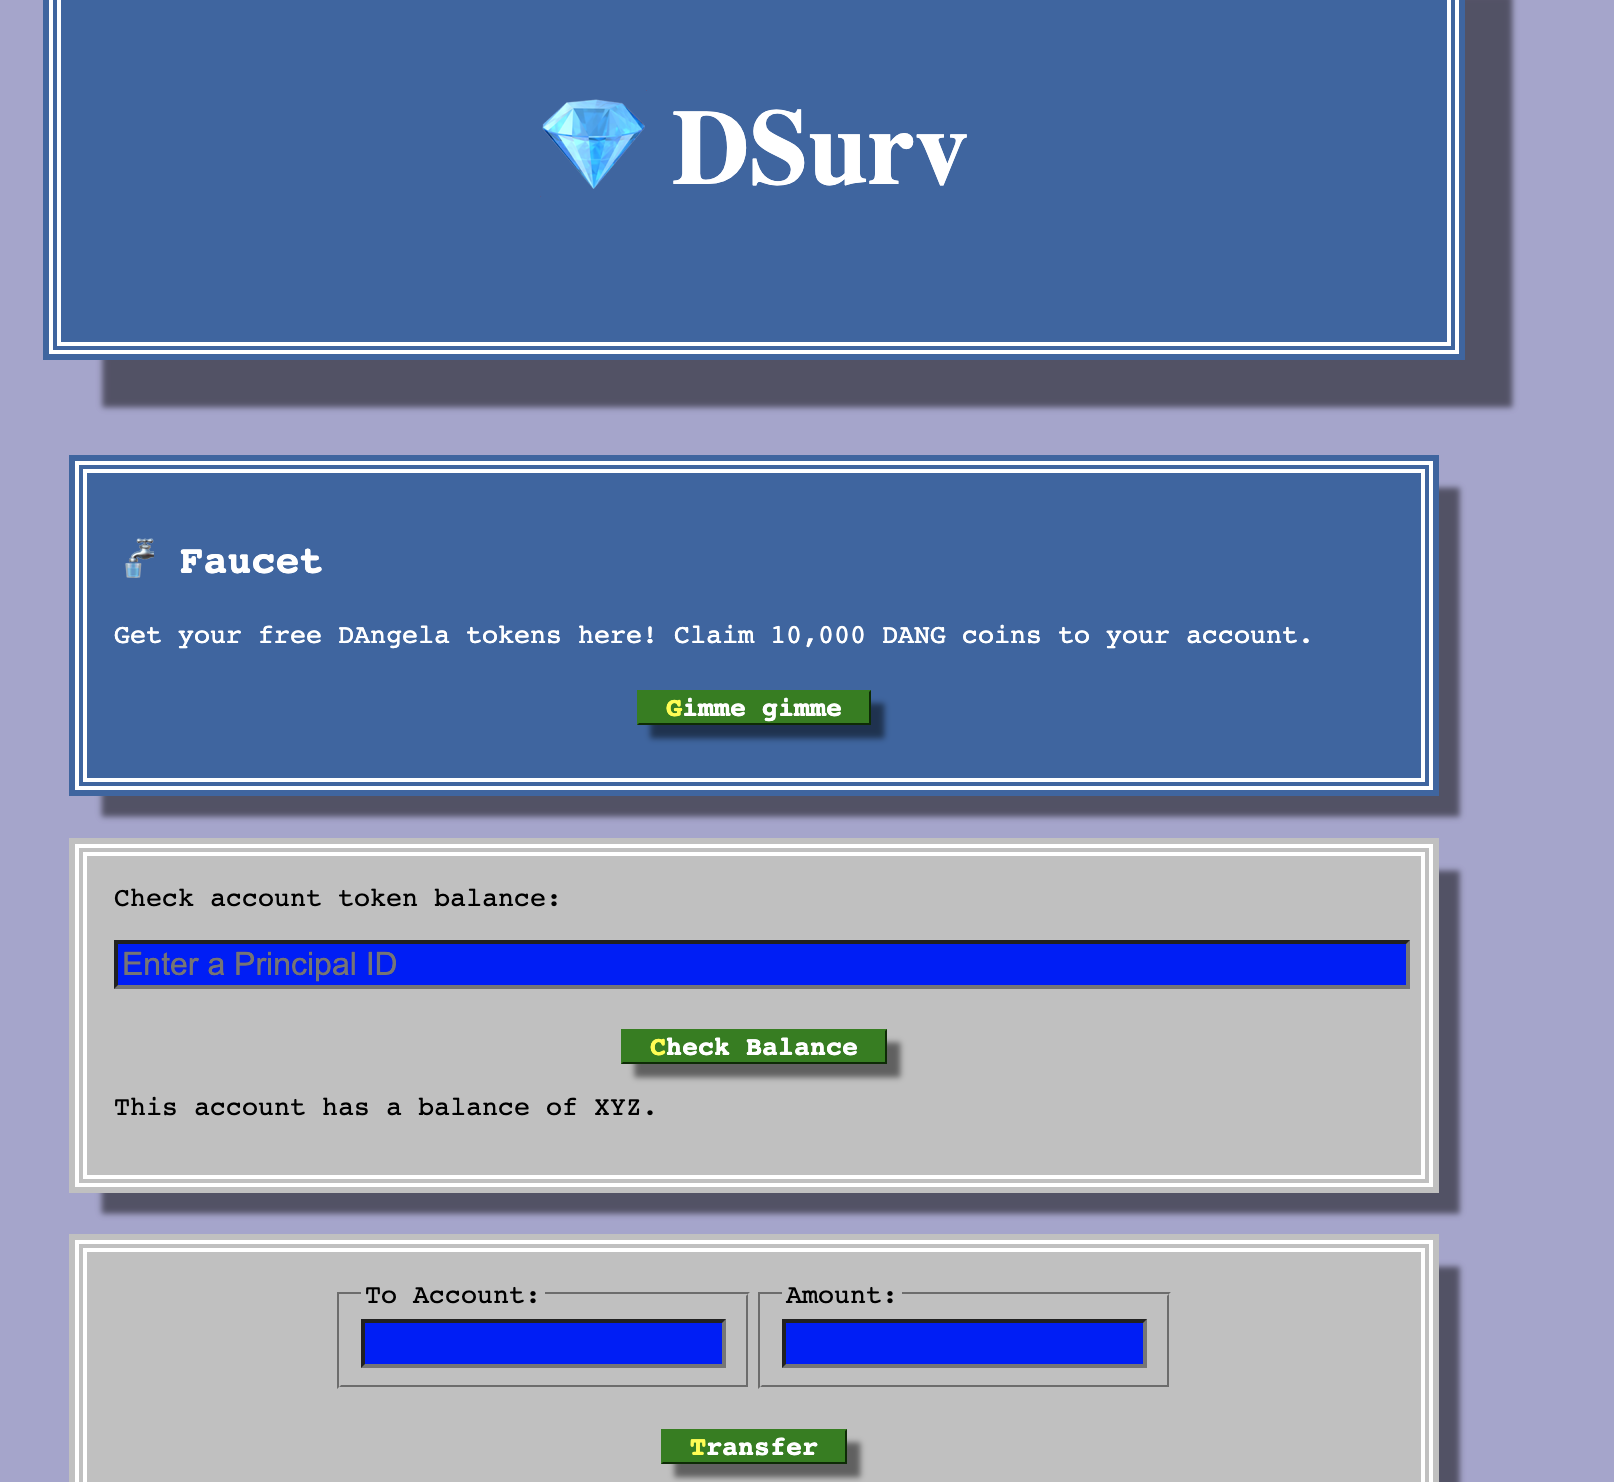 DSurv
Faucet
Get your free DAngela tokens here! Claim 10,000 DANG coins to your account.
Gimme gimme
Check account token balance:
Enter a Principal ID
Check Balance
This account has a balance of XYZ.
To Account: Amount:
Transfer